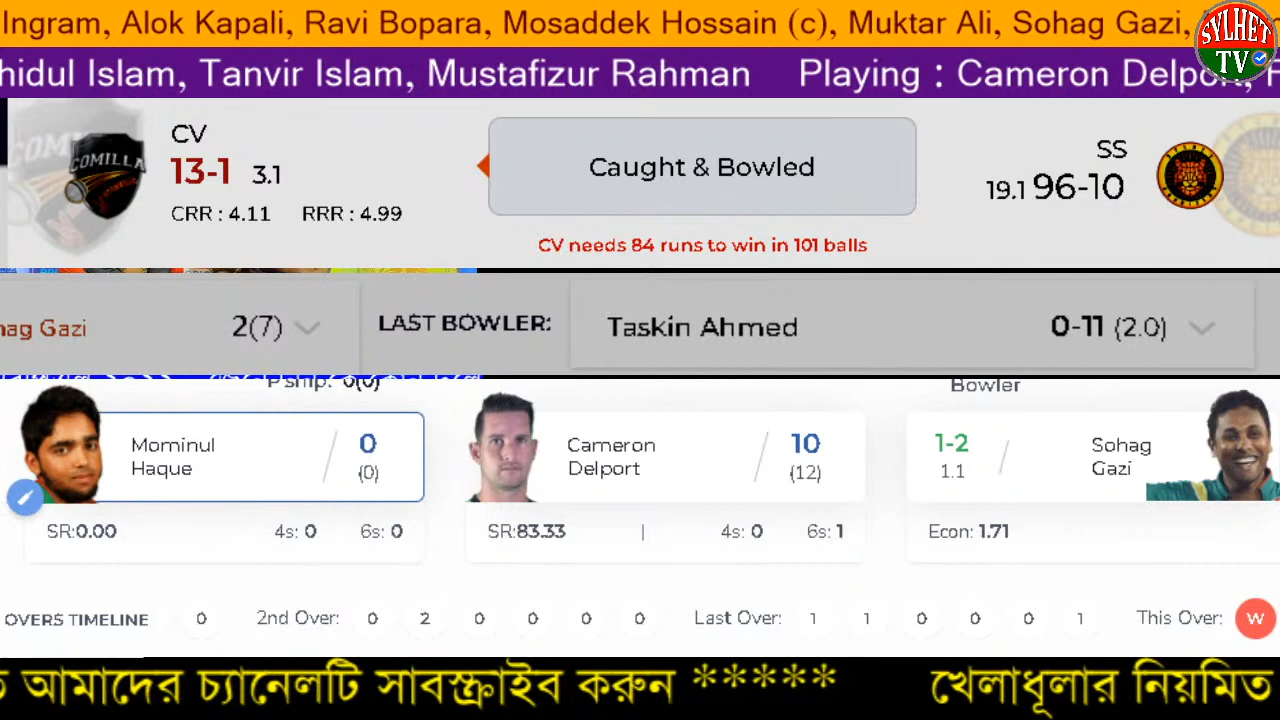 Ingram, Alok Kapali, Ravi Bopara, Mosaddek Hossain (c), Muktar Ali, Sohag Gazi,
SYLHET
TV
hidul Islam, Tanvir Islam, Mustafizur Rahman Playing : Cameron Delport, F
COMILLA
CV
13-1 3.1
CRR : 4.11 RRR : 4.99
Caught & Bowled
CV needs 84 runs to win in 101 balls
SS
19.1 96-10
hag Gazi 2(7)
LAST BOWLER: Taskin Ahmed 0-11 (2.0)
P'ship: 0(0)
Bowler
Mominul Haque 0 (0)
Cameron Delport 10 (12)
1-2 1.1 Sohag Gazi
SR:0.00 4s: 0 6s: 0
SR:83.33 | 4s: 0 6s: 1
Econ: 1.71
OVERS TIMELINE 0 2nd Over: 0 2 0 0 0 0 Last Over: 1 1 0 0 0 1 This Over: W
আমাদের চ্যানেলটি সাবস্ক্রাইব করুন ***** খেলাধূলার নিয়মিত